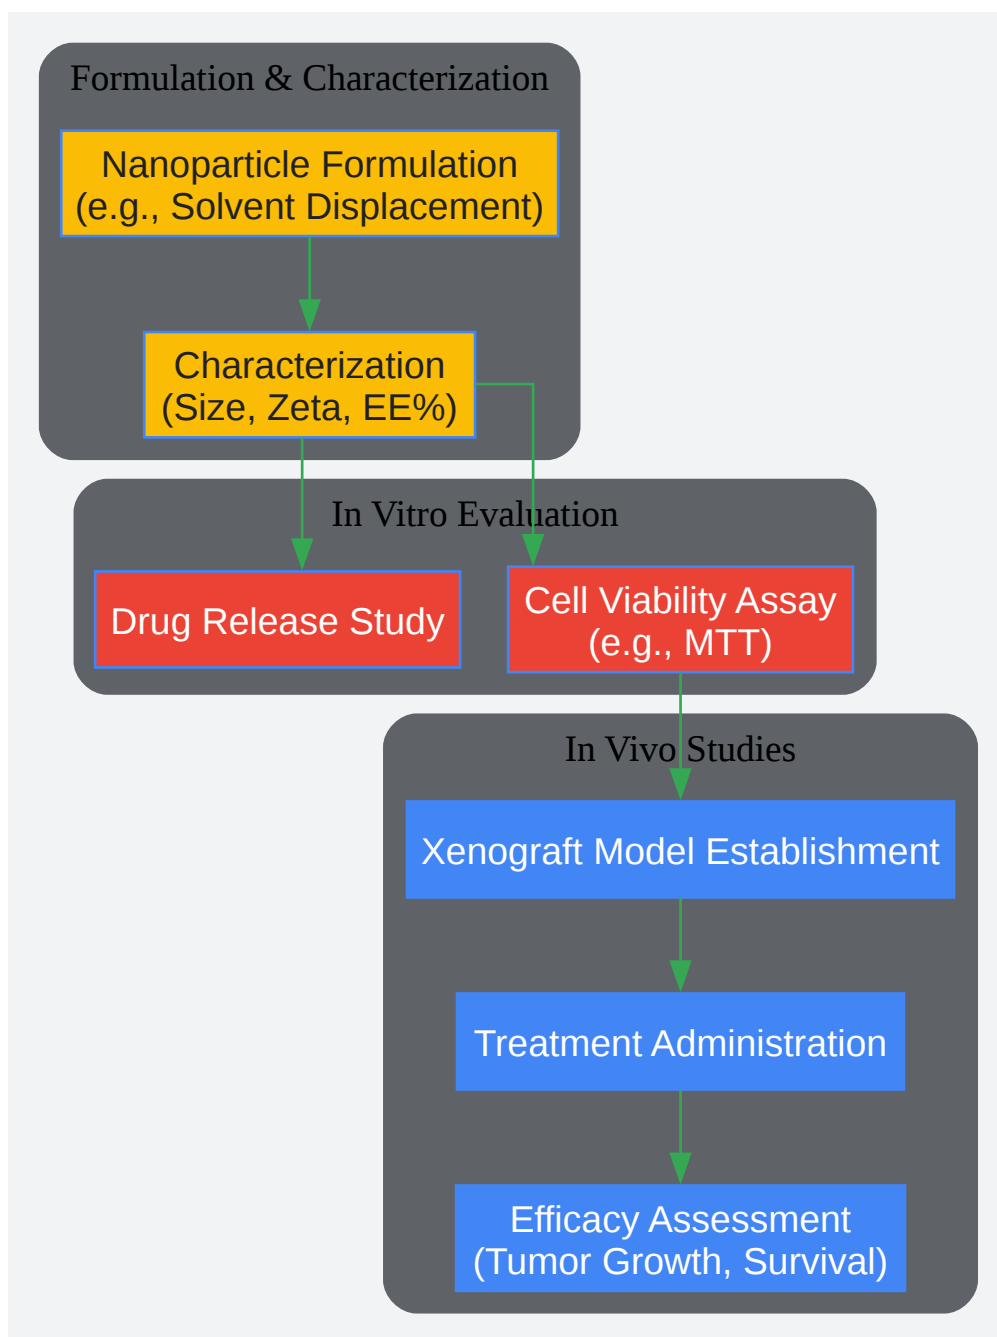 Formulation & Characterization
Nanoparticle Formulation
(e.g., Solvent Displacement)
Characterization
(Size, Zeta, EE%)
In Vitro Evaluation
Drug Release Study
Cell Viability Assay
(e.g., MTT)
In Vivo Studies
Xenograft Model Establishment
Treatment Administration
Efficacy Assessment
(Tumor Growth, Survival)